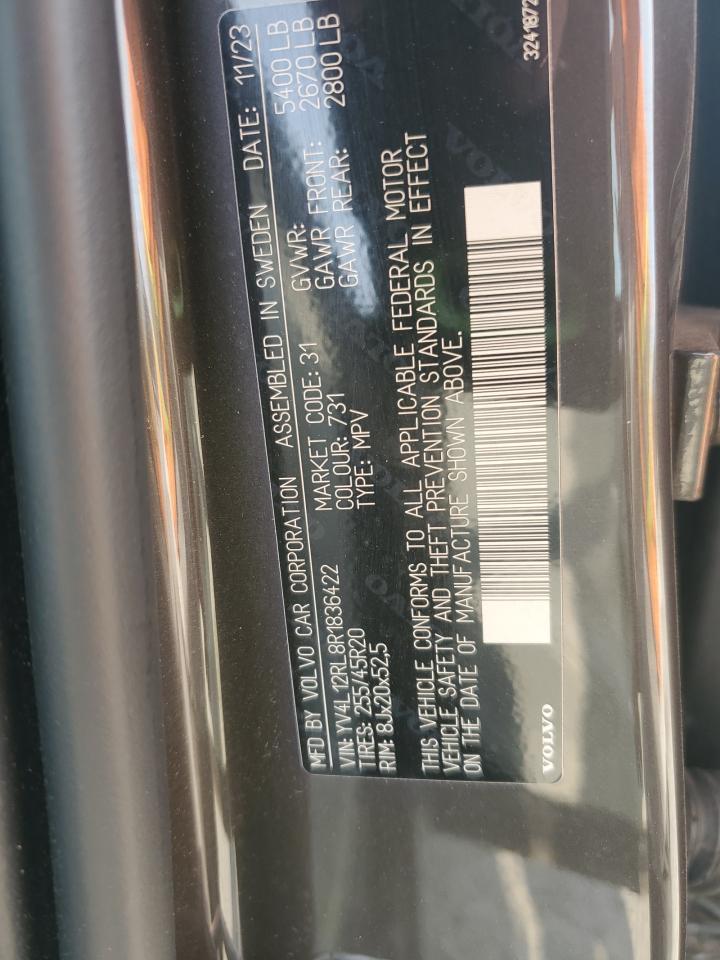 MFD BY VOLVO CAR CORPORATION ASSEMBLED IN SWEDEN DATE: 11/23
VIN: YV4L12RL8R1836422 MARKET CODE: 31 GVWR: 5400 LB
TIRES: 255/45R20 COLOUR: 731 GAWR FRONT: 2670 LB
RIM: 8Jx20x52,5 TYPE: MPV GAWR REAR: 2800 LB
THIS VEHICLE CONFORMS TO ALL APPLICABLE FEDERAL MOTOR
VEHICLE SAFETY AND THEFT PREVENTION STANDARDS IN EFFECT
ON THE DATE OF MANUFACTURE SHOWN ABOVE.
VOLVO